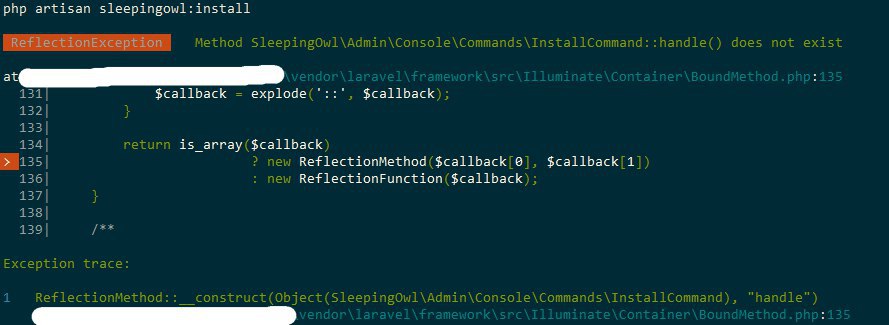 php artisan sleepingowl:install
ReflectionException Method SleepingOwl\Admin\Console\Commands\InstallCommand::handle() does not exist
at \vendor\laravel\framework\src\Illuminate\Container\BoundMethod.php:135
131| $callback = explode('::', $callback);
132| }
133|
134| return is_array($callback)
> 135| ? new ReflectionMethod($callback[0], $callback[1])
136| : new ReflectionFunction($callback);
137| }
138|
139| /**
Exception trace:
1 ReflectionMethod::__construct(Object(SleepingOwl\Admin\Console\Commands\InstallCommand), "handle")
vendor\laravel\framework\src\Illuminate\Container\BoundMethod.php:135